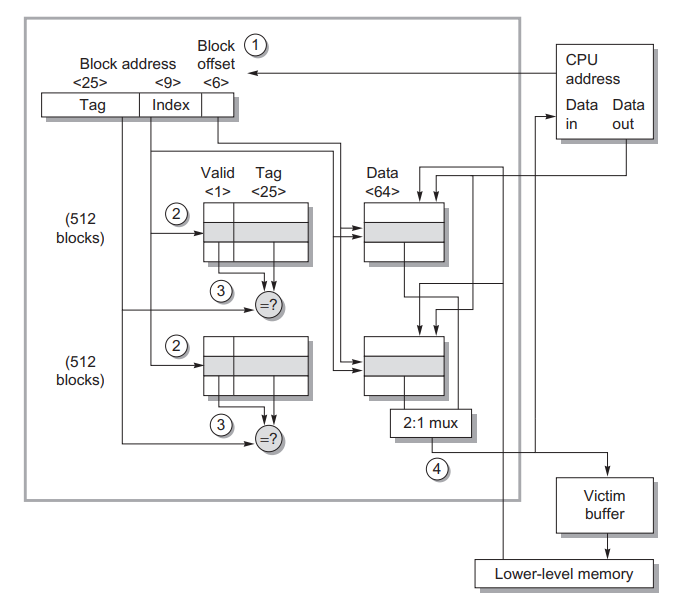 Block
offset
1
Block address
<25> <9> <6>
Tag Index
CPU
address
Data Data
in out
Valid Tag
<1> <25>
Data
<64>
(512
blocks)
2
3
=?
(512
blocks)
2
3
=?
2:1 mux
4
Victim
buffer
Lower-level memory